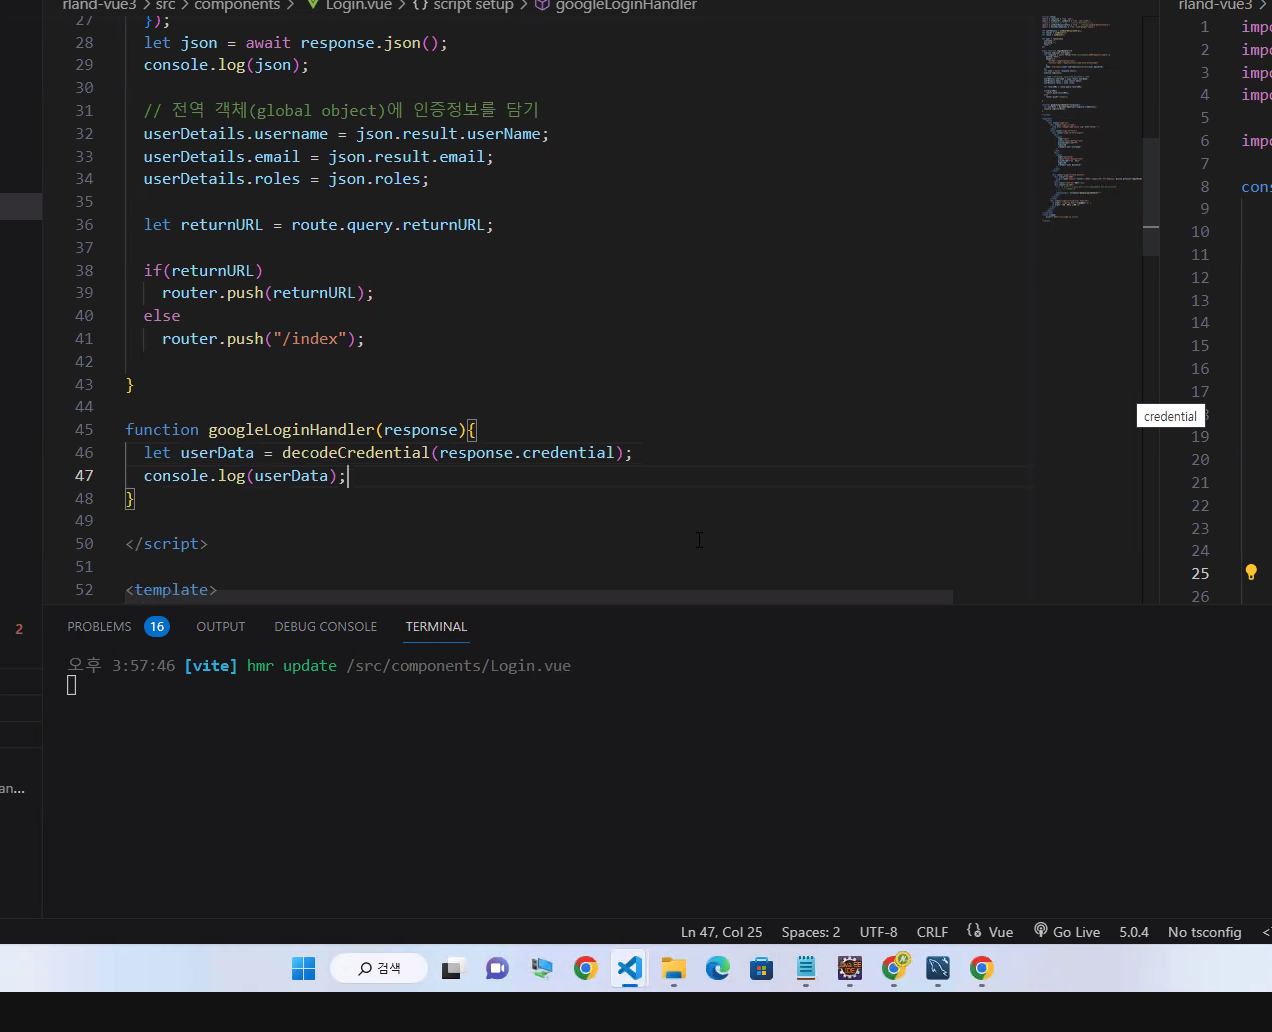 rland-vue3 > src > components > Login.vue > {} script setup > googleLoginHandler
27 });
28 let json = await response.json();
29 console.log(json);
30
31 // 전역 객체(global object)에 인증정보를 담기
32 userDetails.username = json.result.userName;
33 userDetails.email = json.result.email;
34 userDetails.roles = json.roles;
35
36 let returnURL = route.query.returnURL;
37
38 if(returnURL)
39 router.push(returnURL);
40 else
41 router.push("/index");
42
43 }
44
45 function googleLoginHandler(response){
46 let userData = decodeCredential(response.credential);
47 console.log(userData);
48 }
49
50 </script>
51
52 <template>
rland-vue3 >
1 impo
2 impo
3 impo
4 impo
5
6 impo
7
8 cons
9
10
11
12
13
14
15
16
17
credential
19
20
21
22
23
24
25
26
2
an...
PROBLEMS 16 OUTPUT DEBUG CONSOLE TERMINAL
오후 3:57:46 [vite] hmr update /src/components/Login.vue
Ln 47, Col 25 Spaces: 2 UTF-8 CRLF Vue Go Live 5.0.4 No tsconfig
검색